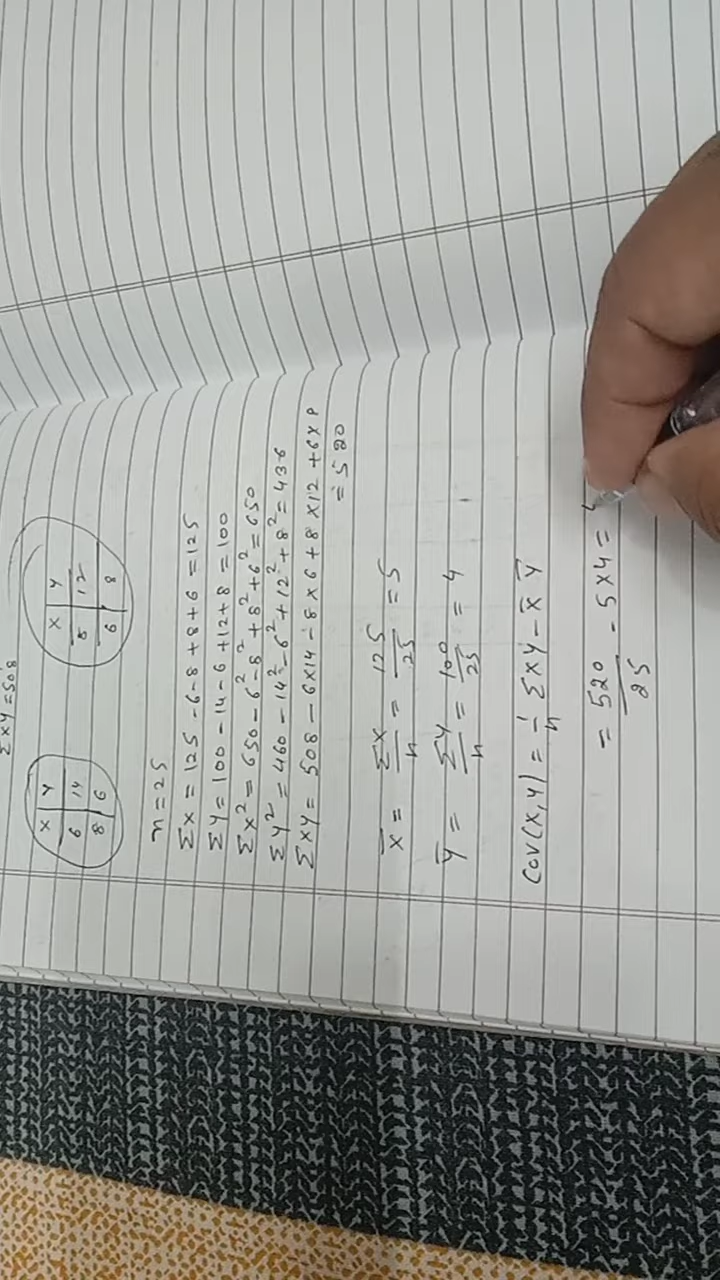 Σxy = 508
X Y
6 14
8 6
X Y
8 12
6 8
n = 25
Σx = 125 - 6 - 8 + 8 + 6 = 125
Σy = 100 - 14 - 6 + 12 + 8 = 100
Σx² = 650 - 6² - 8² + 8² + 6² = 650
Σy² = 460 - 14² - 6² + 12² + 8² = 436
Σxy = 508 - 6×14 - 8×6 + 8×12 + 6×8
= 520
x̄ = Σx/n = 125/25 = 5
ȳ = Σy/n = 100/25 = 4
Cov(x,y) = 1/n Σxy - x̄ ȳ
= 520/25 - 5×4 =